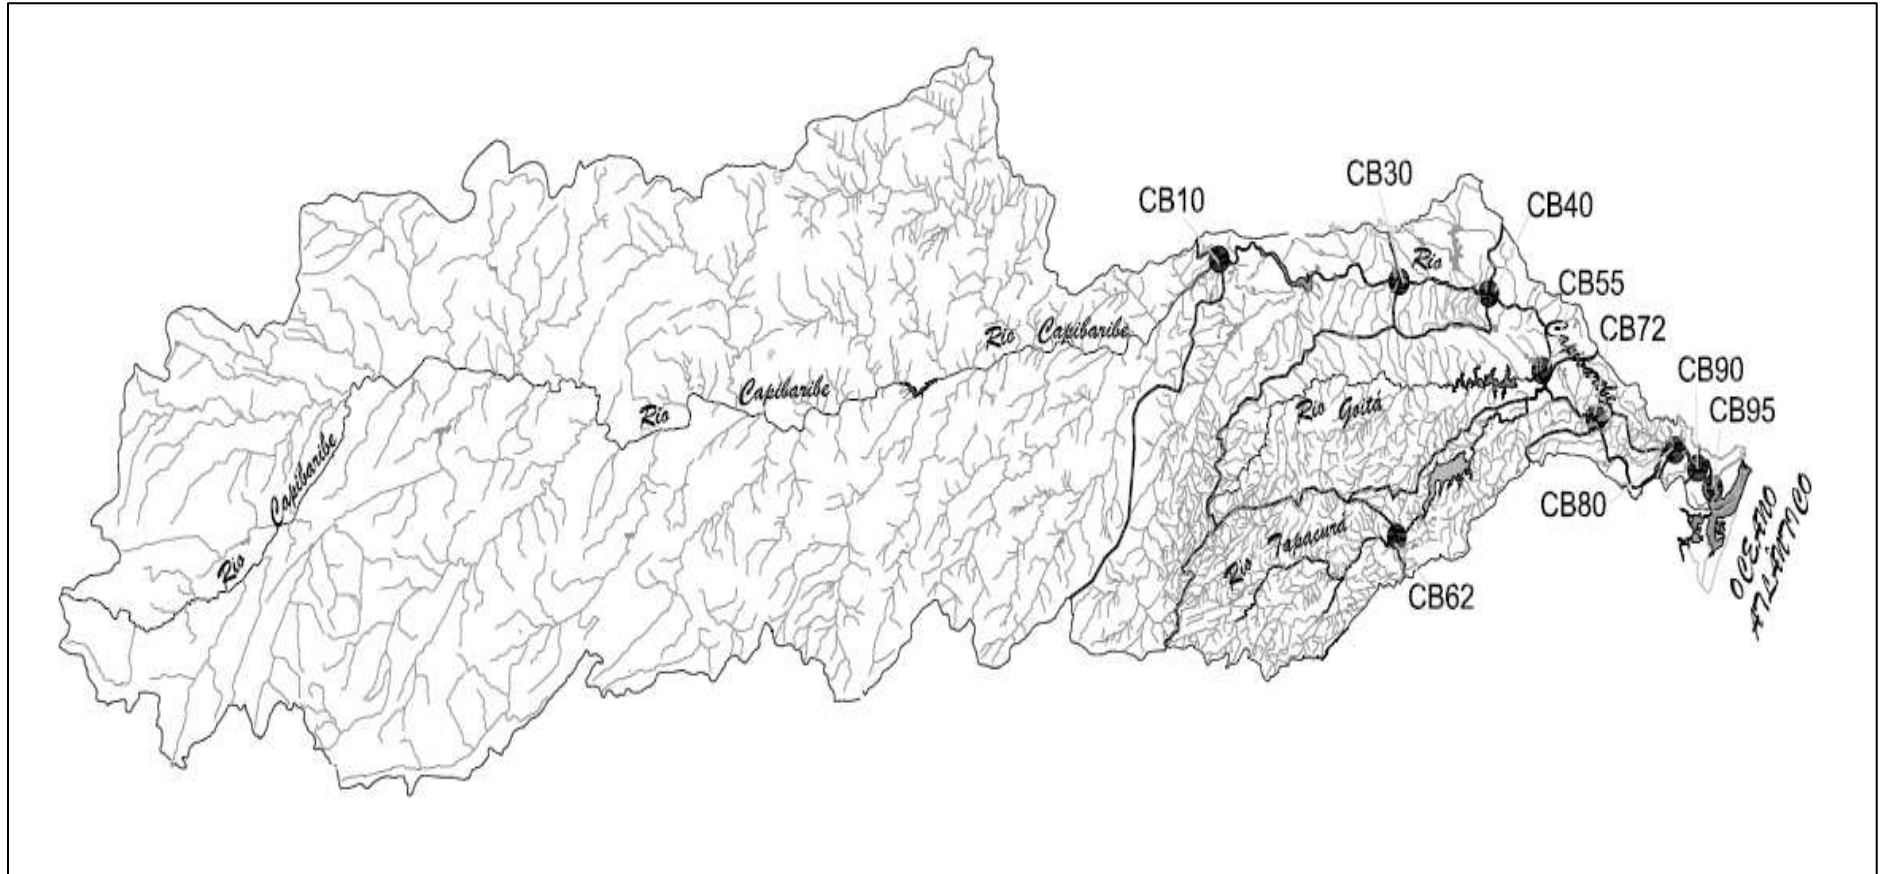 CB30
CB10
CB40
Rio
CB55
Capibaribe
CB72
Rio Capibaribe
CB90
Capibaribe
Rio
Rio Goitá
CB95
Capibaribe
Rio
CB80
OCEANO
ATLÂNTICO
Rio Tapacurá
CB62